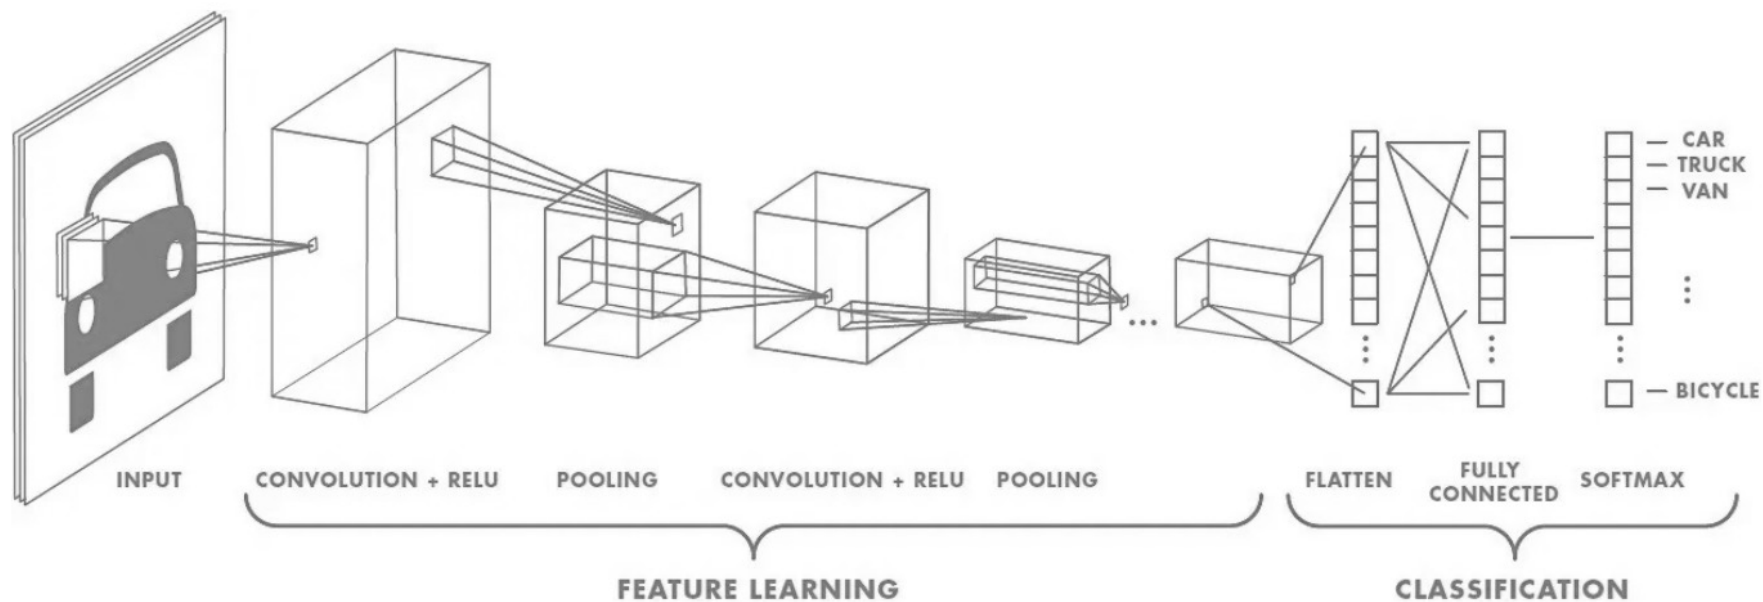 CAR
TRUCK
VAN
BICYCLE
INPUT
CONVOLUTION + RELU
POOLING
CONVOLUTION + RELU
POOLING
FLATTEN
FULLY
CONNECTED
SOFTMAX
FEATURE LEARNING
CLASSIFICATION